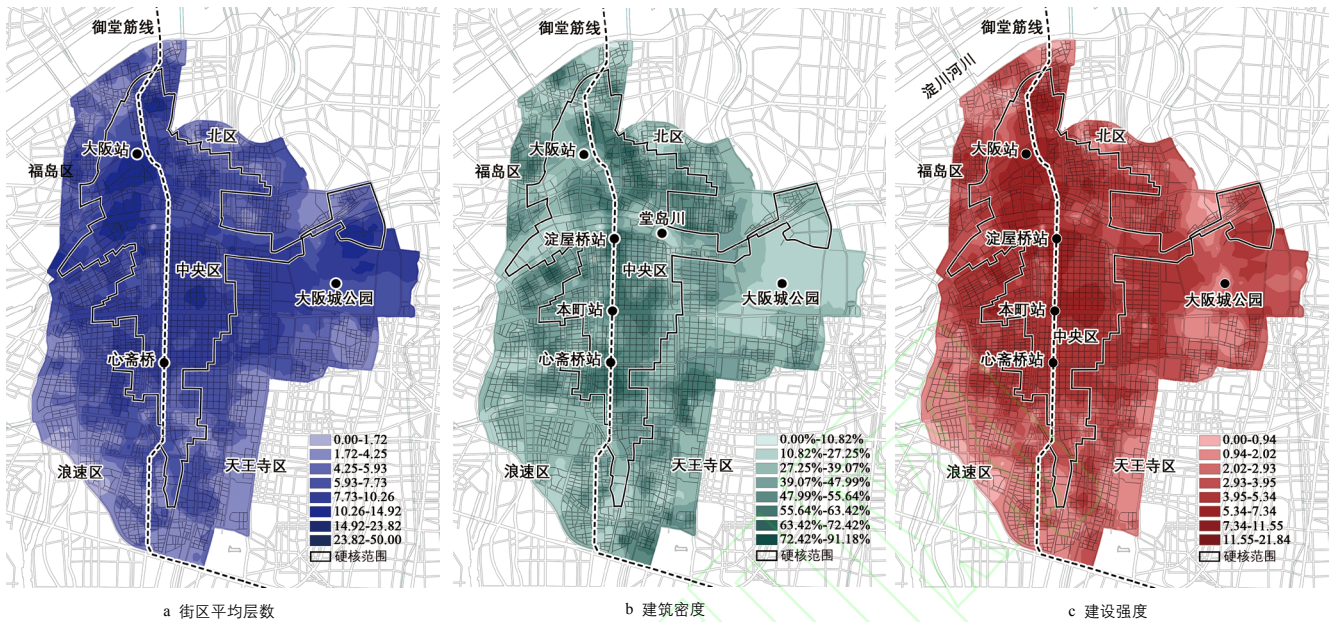 御堂筋线
北区
大阪站
福岛区
中央区
大阪城公园
心斋桥
浪速区
天王寺区
0.00-1.72
1.72-4.25
4.25-5.93
5.93-7.73
7.73-10.26
10.26-14.92
14.92-23.82
23.82-50.00
硬核范围
a 街区平均层数
御堂筋线
北区
大阪站
福岛区
堂岛川
淀屋桥站
中央区
大阪城公园
本町站
心斋桥站
浪速区
天王寺区
0.00%-10.82%
10.82%-27.25%
27.25%-39.07%
39.07%-47.99%
47.99%-55.64%
55.64%-63.42%
63.42%-72.42%
72.42%-91.18%
硬核范围
b 建筑密度
御堂筋线
淀川河川
北区
大阪站
福岛区
淀屋桥站
大阪城公园
本町站
中央区
心斋桥站
浪速区
天王寺区
0.00-0.94
0.94-2.02
2.02-2.93
2.93-3.95
3.95-5.34
5.34-7.34
7.34-11.55
11.55-21.84
硬核范围
c 建设强度